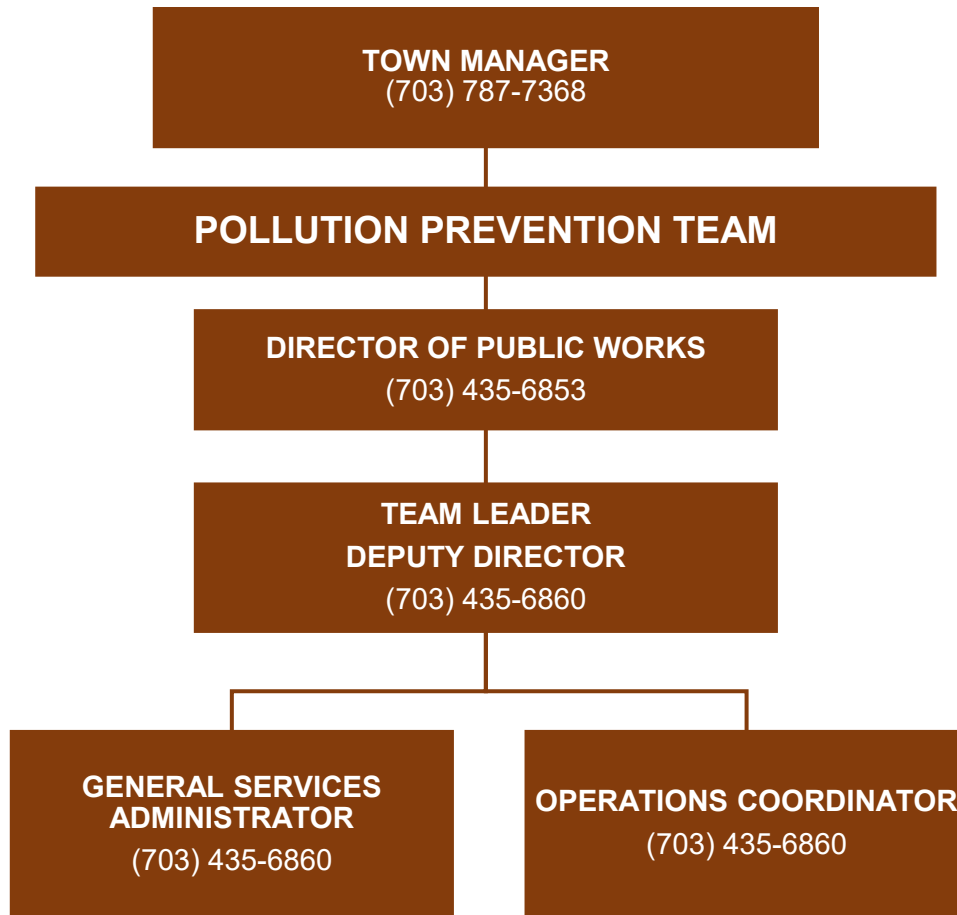 TOWN MANAGER
(703) 787-7368
POLLUTION PREVENTION TEAM
DIRECTOR OF PUBLIC WORKS
(703) 435-6853
TEAM LEADER
DEPUTY DIRECTOR
(703) 435-6860
GENERAL SERVICES
ADMINISTRATOR
(703) 435-6860
OPERATIONS COORDINATOR
(703) 435-6860